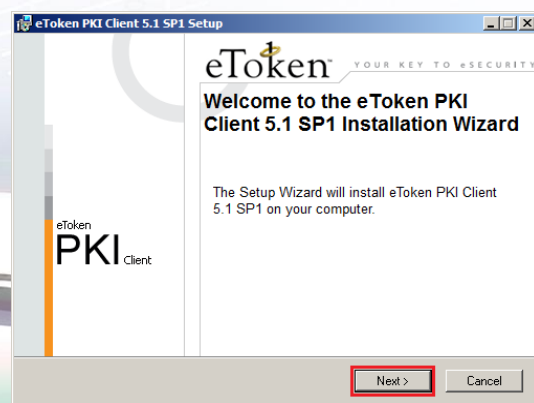 eToken PKI Client 5.1 SP1 Setup
eToken
YOUR KEY TO eSECURITY
Welcome to the eToken PKI
Client 5.1 SP1 Installation Wizard
The Setup Wizard will install eToken PKI Client
5.1 SP1 on your computer.
eToken
PKI Client
Next >
Cancel